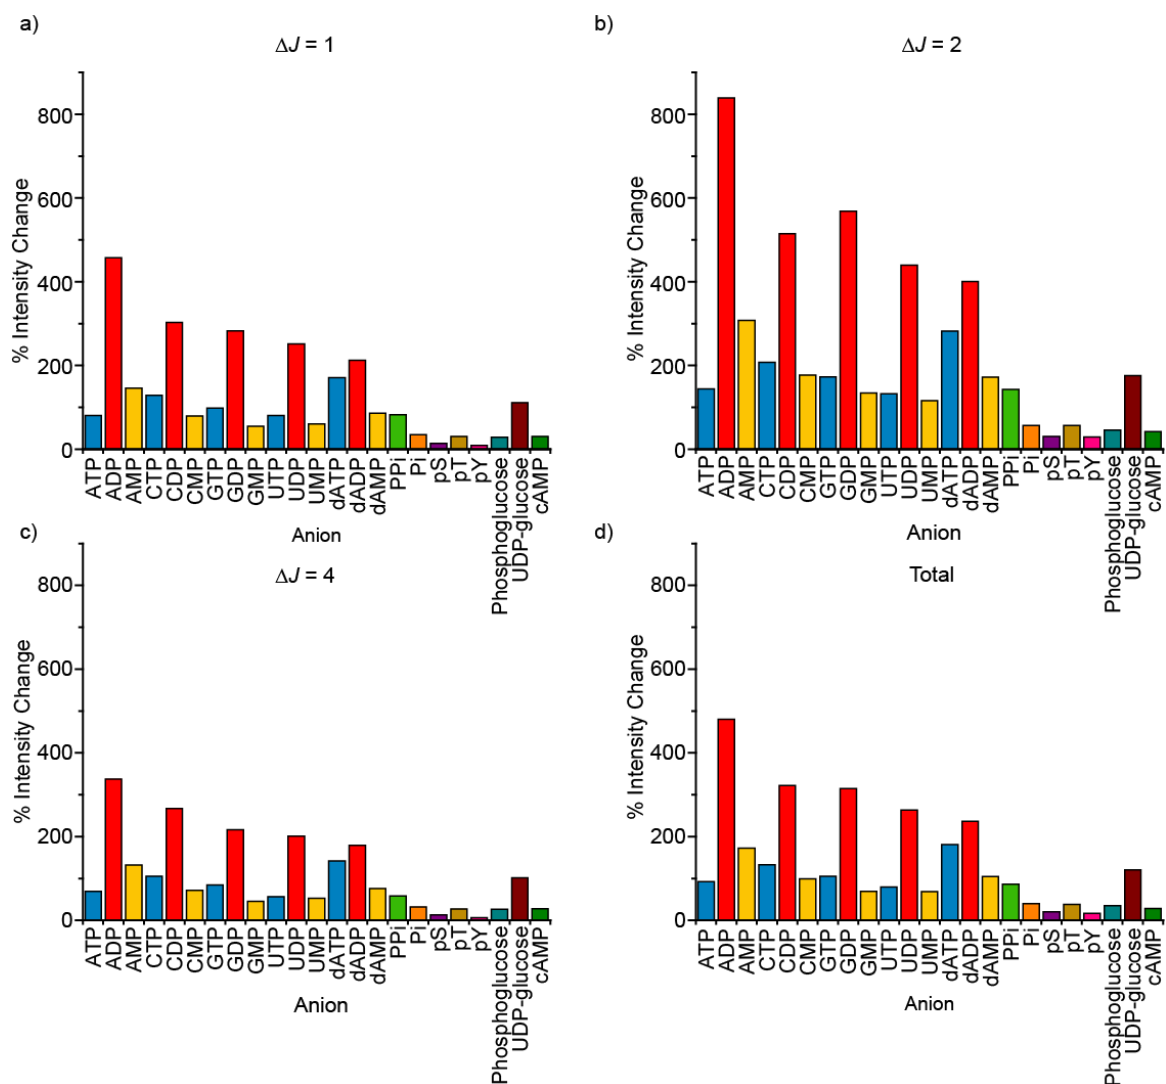 a)
ΔJ = 1
% Intensity Change
800
600
400
200
0
ATP
ADP
AMP
CTP
CDP
CMP
GTP
GDP
GMP
UTP
UDP
UMP
dATP
dADP
dAMP
PPi
Pi
pS
pT
pY
Phosphoglucose
UDP-glucose
cAMP
Anion
b)
ΔJ = 2
% Intensity Change
800
600
400
200
0
ATP
ADP
AMP
CTP
CDP
CMP
GTP
GDP
GMP
UTP
UDP
UMP
dATP
dADP
dAMP
PPi
Pi
pS
pT
pY
Phosphoglucose
UDP-glucose
cAMP
Anion
c)
ΔJ = 4
% Intensity Change
800
600
400
200
0
ATP
ADP
AMP
CTP
CDP
CMP
GTP
GDP
GMP
UTP
UDP
UMP
dATP
dADP
dAMP
PPi
Pi
pS
pT
pY
Phosphoglucose
UDP-glucose
cAMP
Anion
d)
Total
% Intensity Change
800
600
400
200
0
ATP
ADP
AMP
CTP
CDP
CMP
GTP
GDP
GMP
UTP
UDP
UMP
dATP
dADP
dAMP
PPi
Pi
pS
pT
pY
Phosphoglucose
UDP-glucose
cAMP
Anion